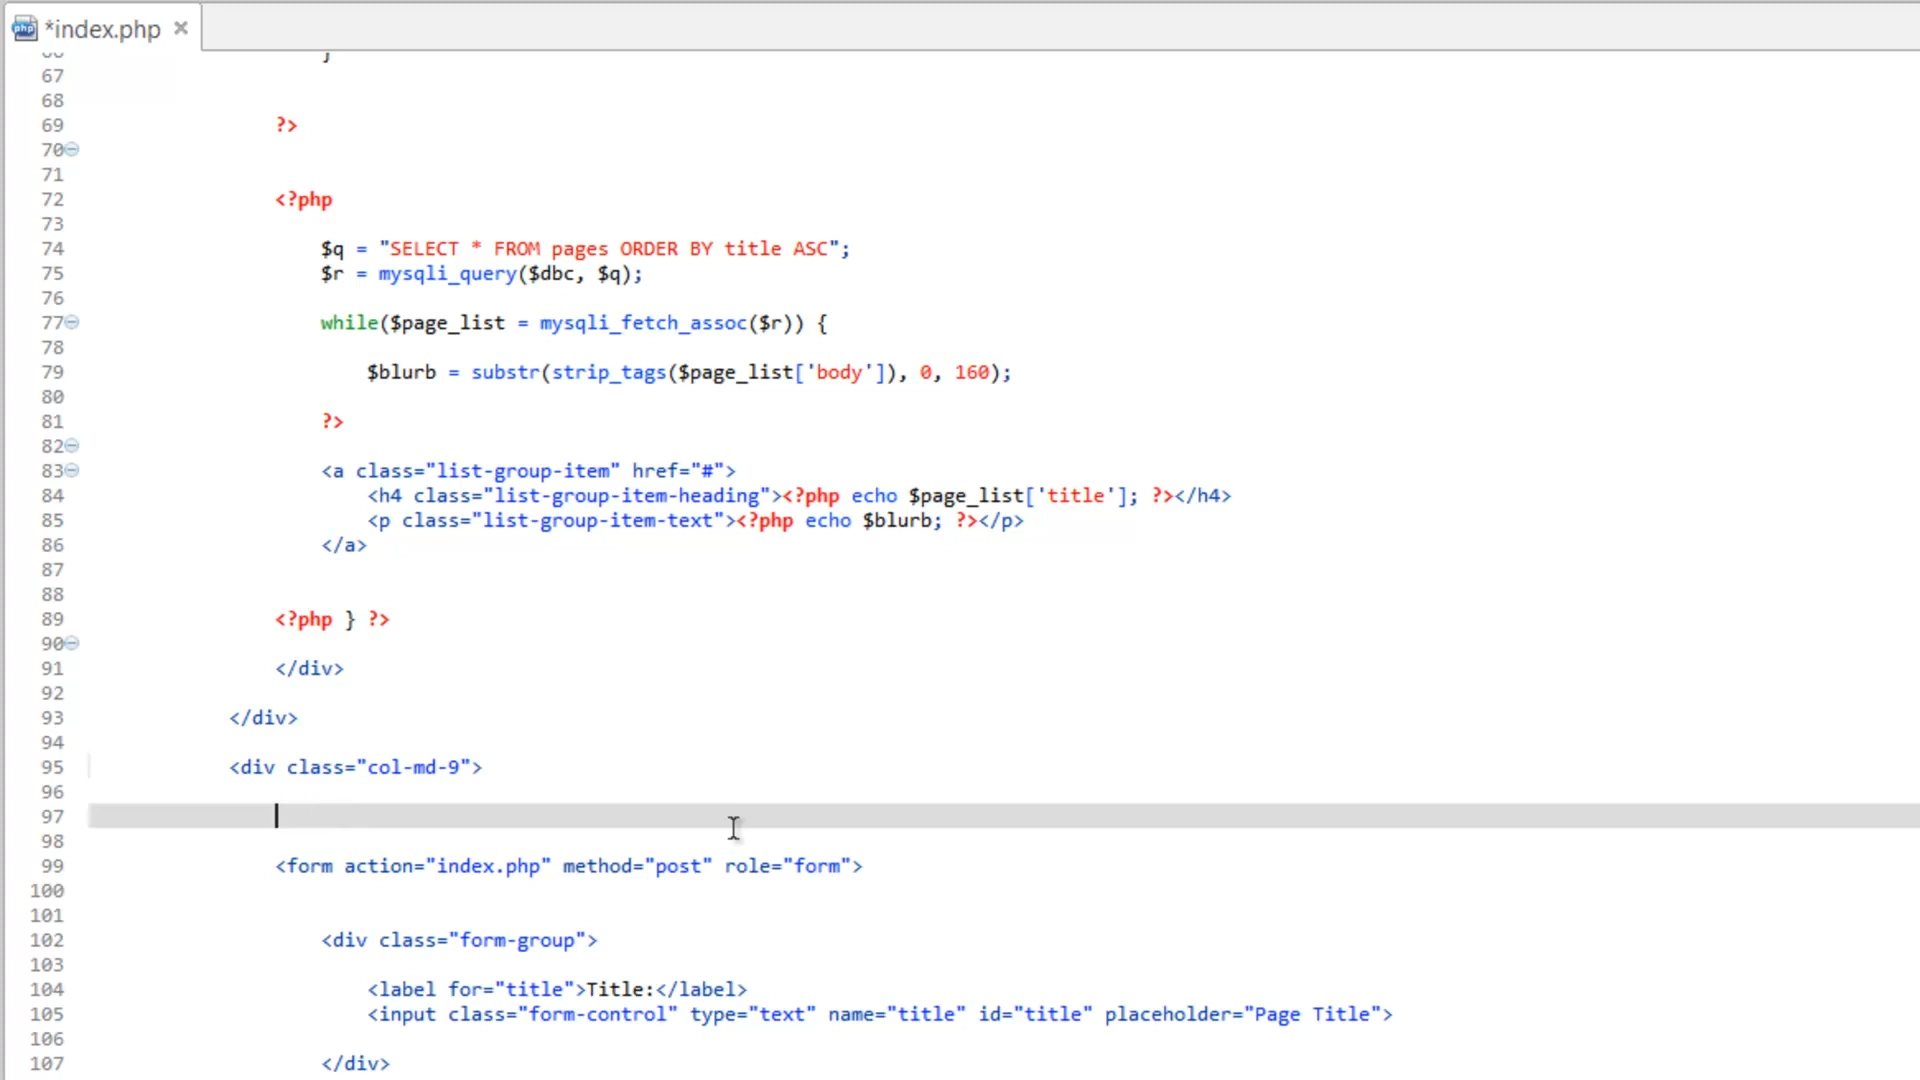 *index.php
}
67
68
69 ?>
70
71
72 <?php
73
74 $q = "SELECT * FROM pages ORDER BY title ASC";
75 $r = mysqli_query($dbc, $q);
76
77 while($page_list = mysqli_fetch_assoc($r)) {
78
79 $blurb = substr(strip_tags($page_list['body']), 0, 160);
80
81 ?>
82
83 <a class="list-group-item" href="#">
84 <h4 class="list-group-item-heading"><?php echo $page_list['title']; ?></h4>
85 <p class="list-group-item-text"><?php echo $blurb; ?></p>
86 </a>
87
88
89 <?php } ?>
90
91 </div>
92
93 </div>
94
95 <div class="col-md-9">
96
97
98
99 <form action="index.php" method="post" role="form">
100
101
102 <div class="form-group">
103
104 <label for="title">Title:</label>
105 <input class="form-control" type="text" name="title" id="title" placeholder="Page Title">
106
107 </div>